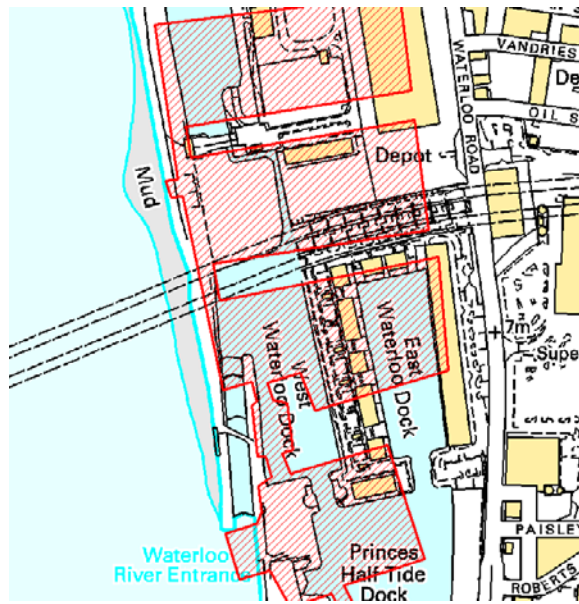 VANDRIES
De
OIL S
WATERLOO ROAD
Depot
Mud
7m
Supe
East
Waterloo Dock
West
Waterloo Dock
PAISLEY
Waterloo
River Entrance
Princes
Half Tide
Dock
ROBERTS